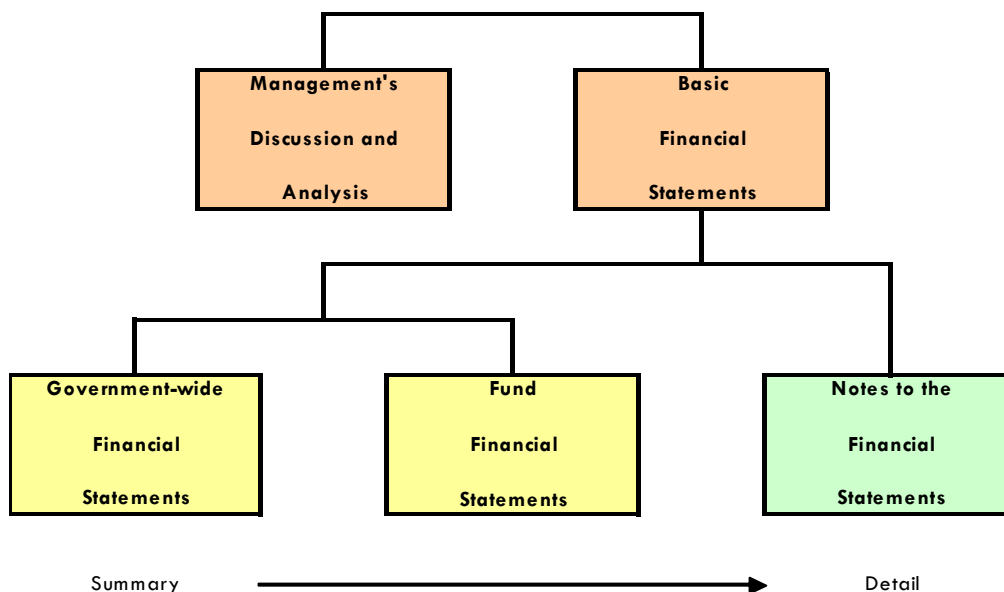 Management's
Discussion and
Analysis
Basic
Financial
Statements
Government-wide
Financial
Statements
Fund
Financial
Statements
Notes to the
Financial
Statements
Summary
Detail